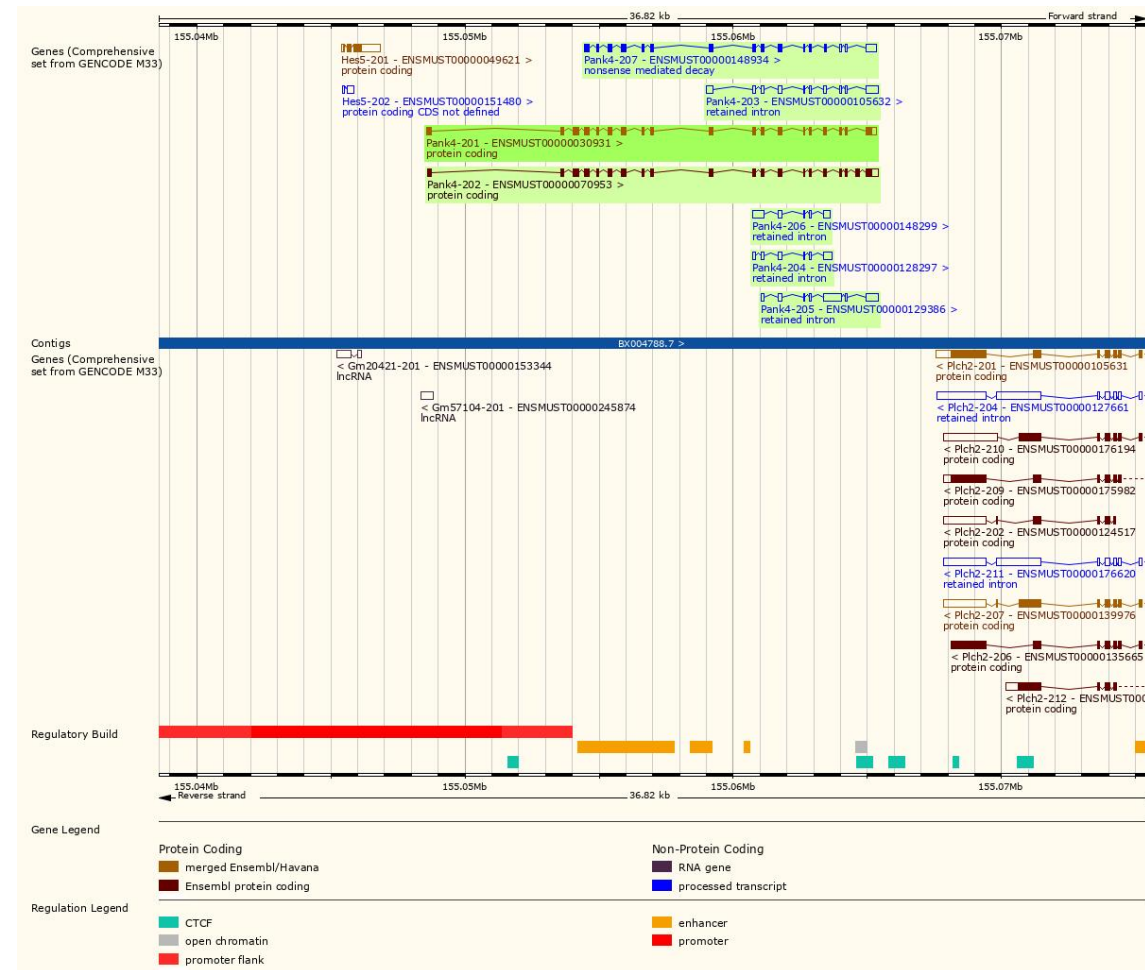 36.82 kb
Forward strand
155.04Mb 155.05Mb 155.06Mb 155.07Mb
Genes (Comprehensive
set from GENCODE M33)
Hes5-201 - ENSMUST00000049621 >
protein coding
Pank4-207 - ENSMUST00000148934 >
nonsense mediated decay
Hes5-202 - ENSMUST00000151480 >
protein coding CDS not defined
Pank4-203 - ENSMUST00000105632 >
retained intron
Pank4-201 - ENSMUST00000030931 >
protein coding
Pank4-202 - ENSMUST00000070953 >
protein coding
Pank4-206 - ENSMUST00000148299 >
retained intron
Pank4-204 - ENSMUST00000128297 >
retained intron
Pank4-205 - ENSMUST00000129386 >
retained intron
Contigs
BX004788.7 >
Genes (Comprehensive
set from GENCODE M33)
< Gm20421-201 - ENSMUST00000153344
lncRNA
< Plch2-201 - ENSMUST00000105631
protein coding
< Gm57104-201 - ENSMUST00000245874
lncRNA
< Plch2-204 - ENSMUST00000127661
retained intron
< Plch2-210 - ENSMUST00000176194
protein coding
< Plch2-209 - ENSMUST00000175982
protein coding
< Plch2-202 - ENSMUST00000124517
protein coding
< Plch2-211 - ENSMUST00000176620
retained intron
< Plch2-207 - ENSMUST00000139976
protein coding
< Plch2-206 - ENSMUST00000135665
protein coding
< Plch2-212 - ENSMUST000
protein coding
Regulatory Build
155.04Mb 155.05Mb 155.06Mb 155.07Mb
Reverse strand
36.82 kb
Gene Legend
Protein Coding
merged Ensembl/Havana
Ensembl protein coding
Non-Protein Coding
RNA gene
processed transcript
Regulation Legend
CTCF
open chromatin
promoter flank
enhancer
promoter